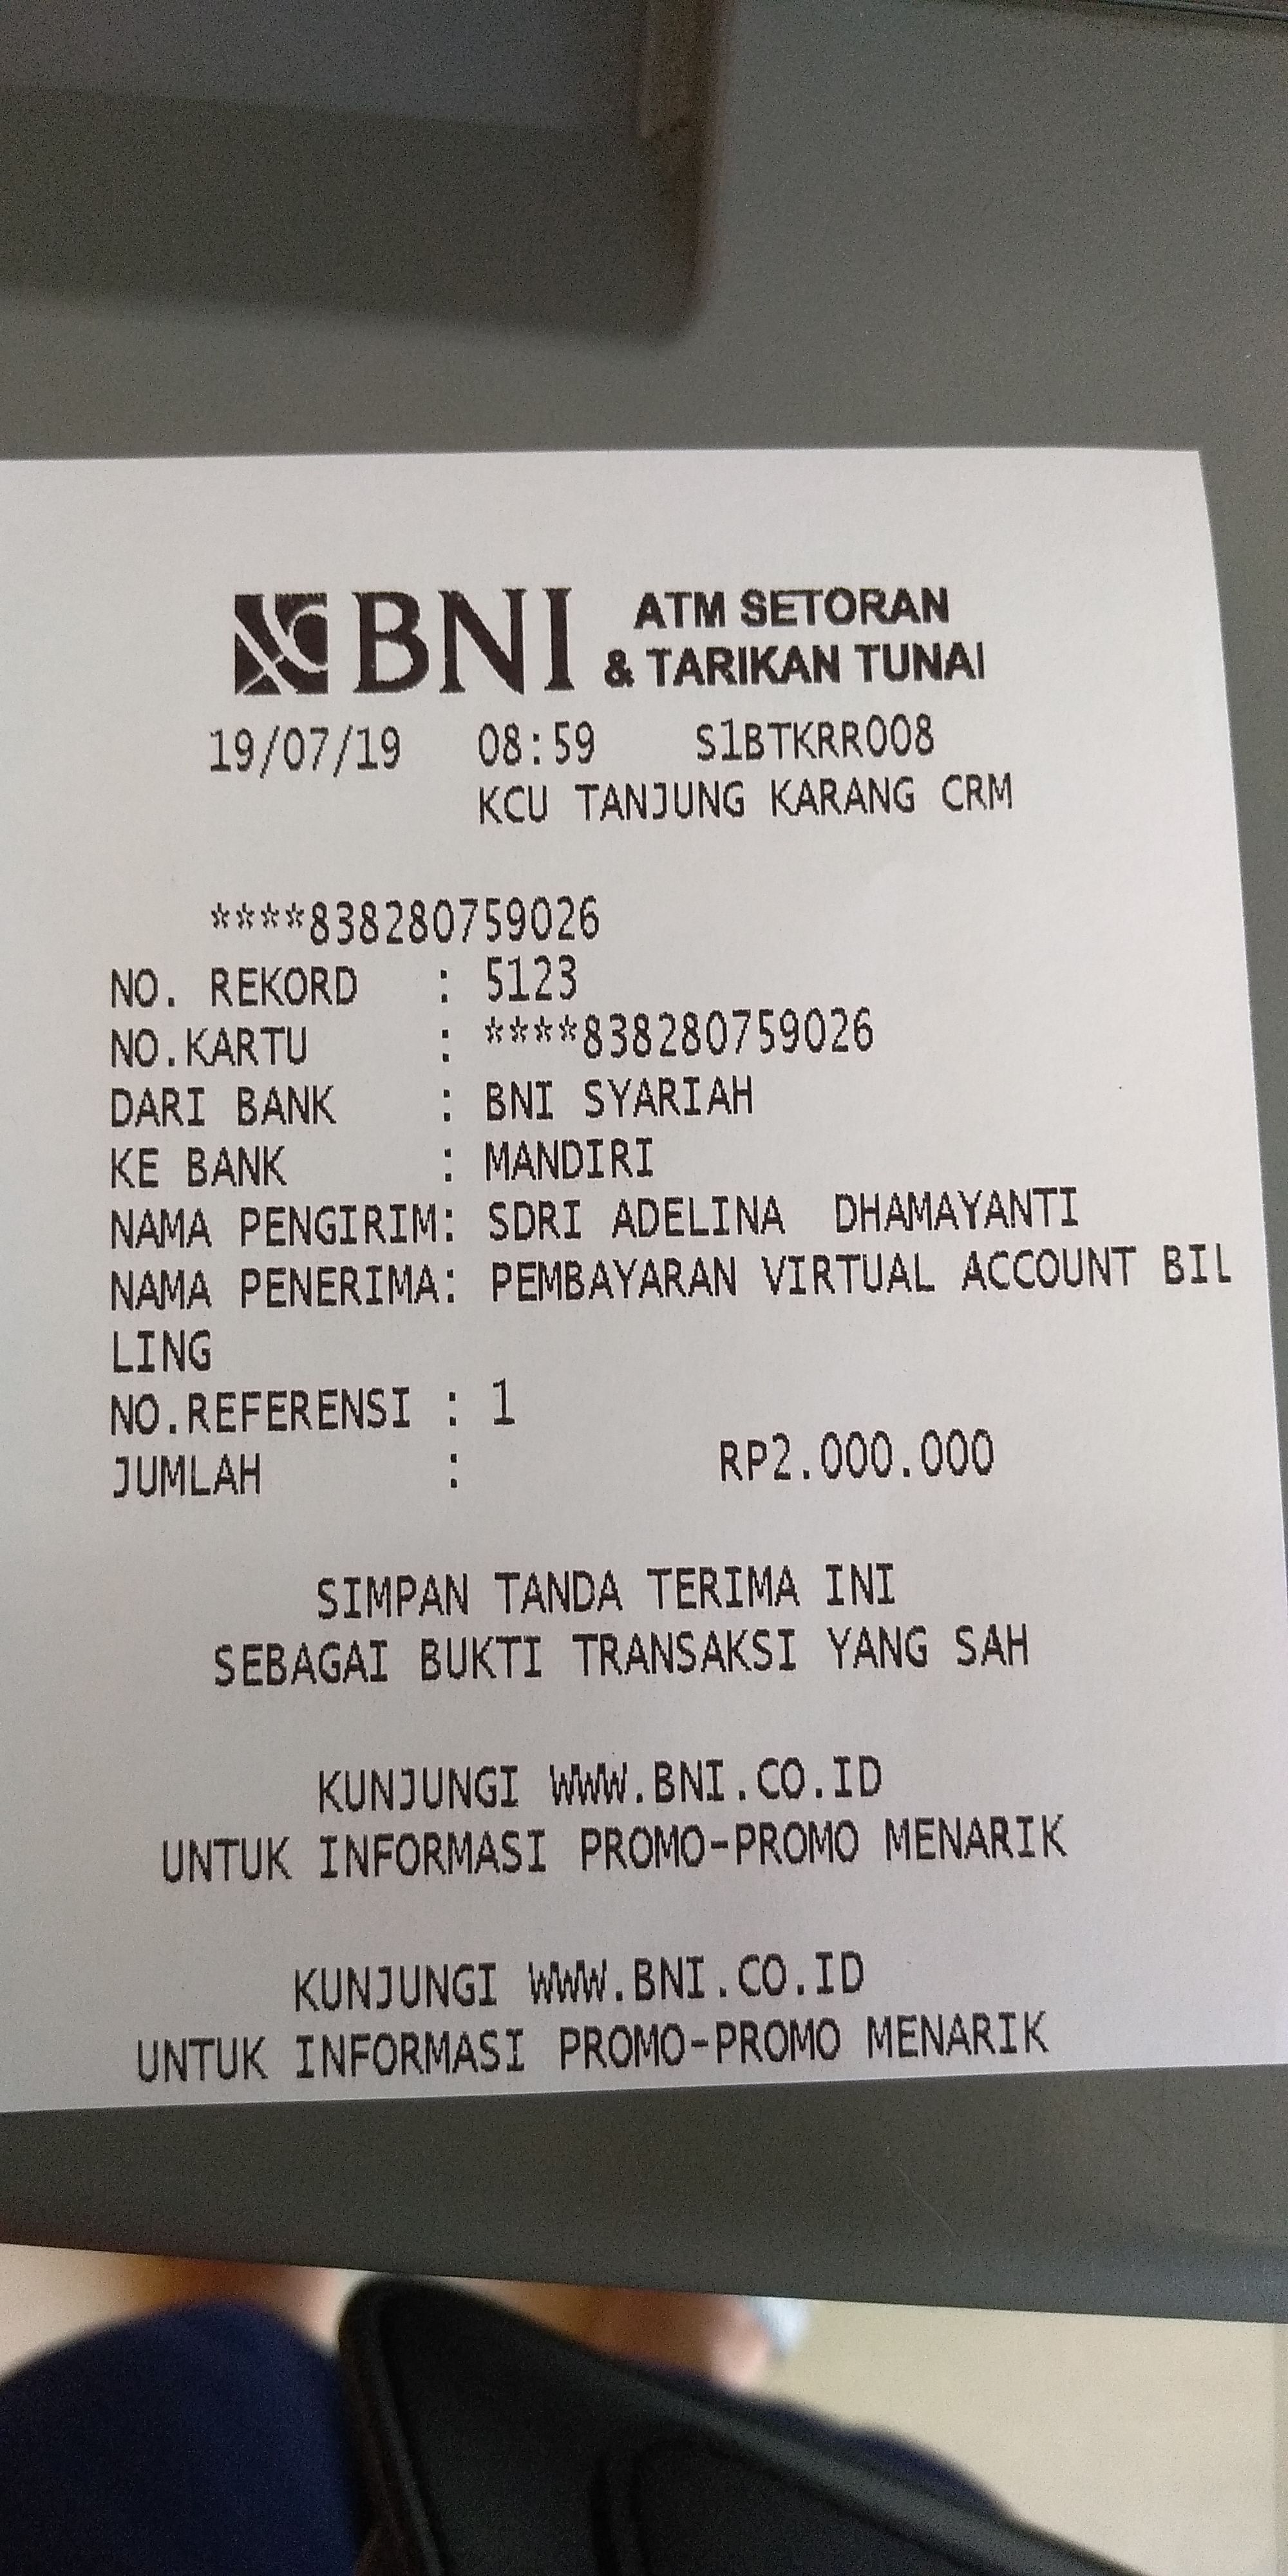 BNI ATM SETORAN
& TARIKAN TUNAI
19/07/19 08:59 S1BTKRR008
KCU TANJUNG KARANG CRM
****838280759026
NO. REKORD : 5123
NO.KARTU : ****838280759026
DARI BANK : BNI SYARIAH
KE BANK : MANDIRI
NAMA PENGIRIM: SDRI ADELINA DHAMAYANTI
NAMA PENERIMA: PEMBAYARAN VIRTUAL ACCOUNT BIL
LING
NO.REFERENSI : 1
JUMLAH : RP2.000.000
SIMPAN TANDA TERIMA INI
SEBAGAI BUKTI TRANSAKSI YANG SAH
KUNJUNGI WWW.BNI.CO.ID
UNTUK INFORMASI PROMO-PROMO MENARIK
KUNJUNGI WWW.BNI.CO.ID
UNTUK INFORMASI PROMO-PROMO MENARIK